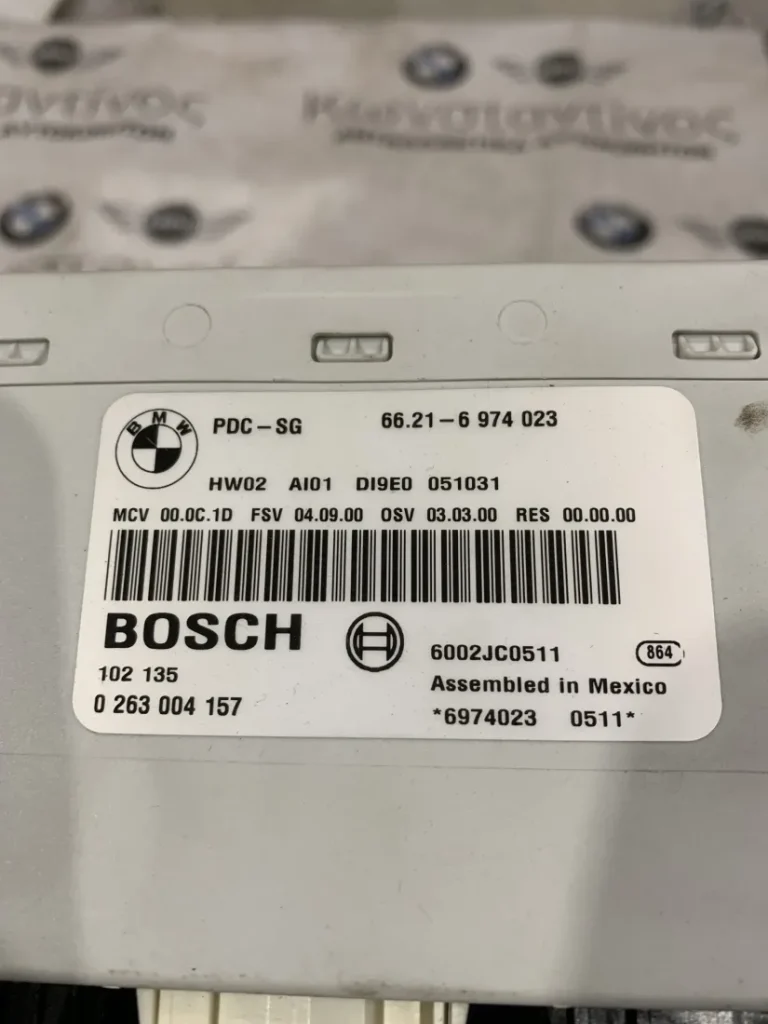 Κωνσταντίνος
BMW
PDC-SG 66.21-6 974 023
HW02 AI01 DI9E0 051031
MCV 00.0C.1D FSV 04.09.00 OSV 03.03.00 RES 00.00.00
BOSCH
6002JC0511 864
102 135
Assembled in Mexico
0 263 004 157
*6974023 0511*